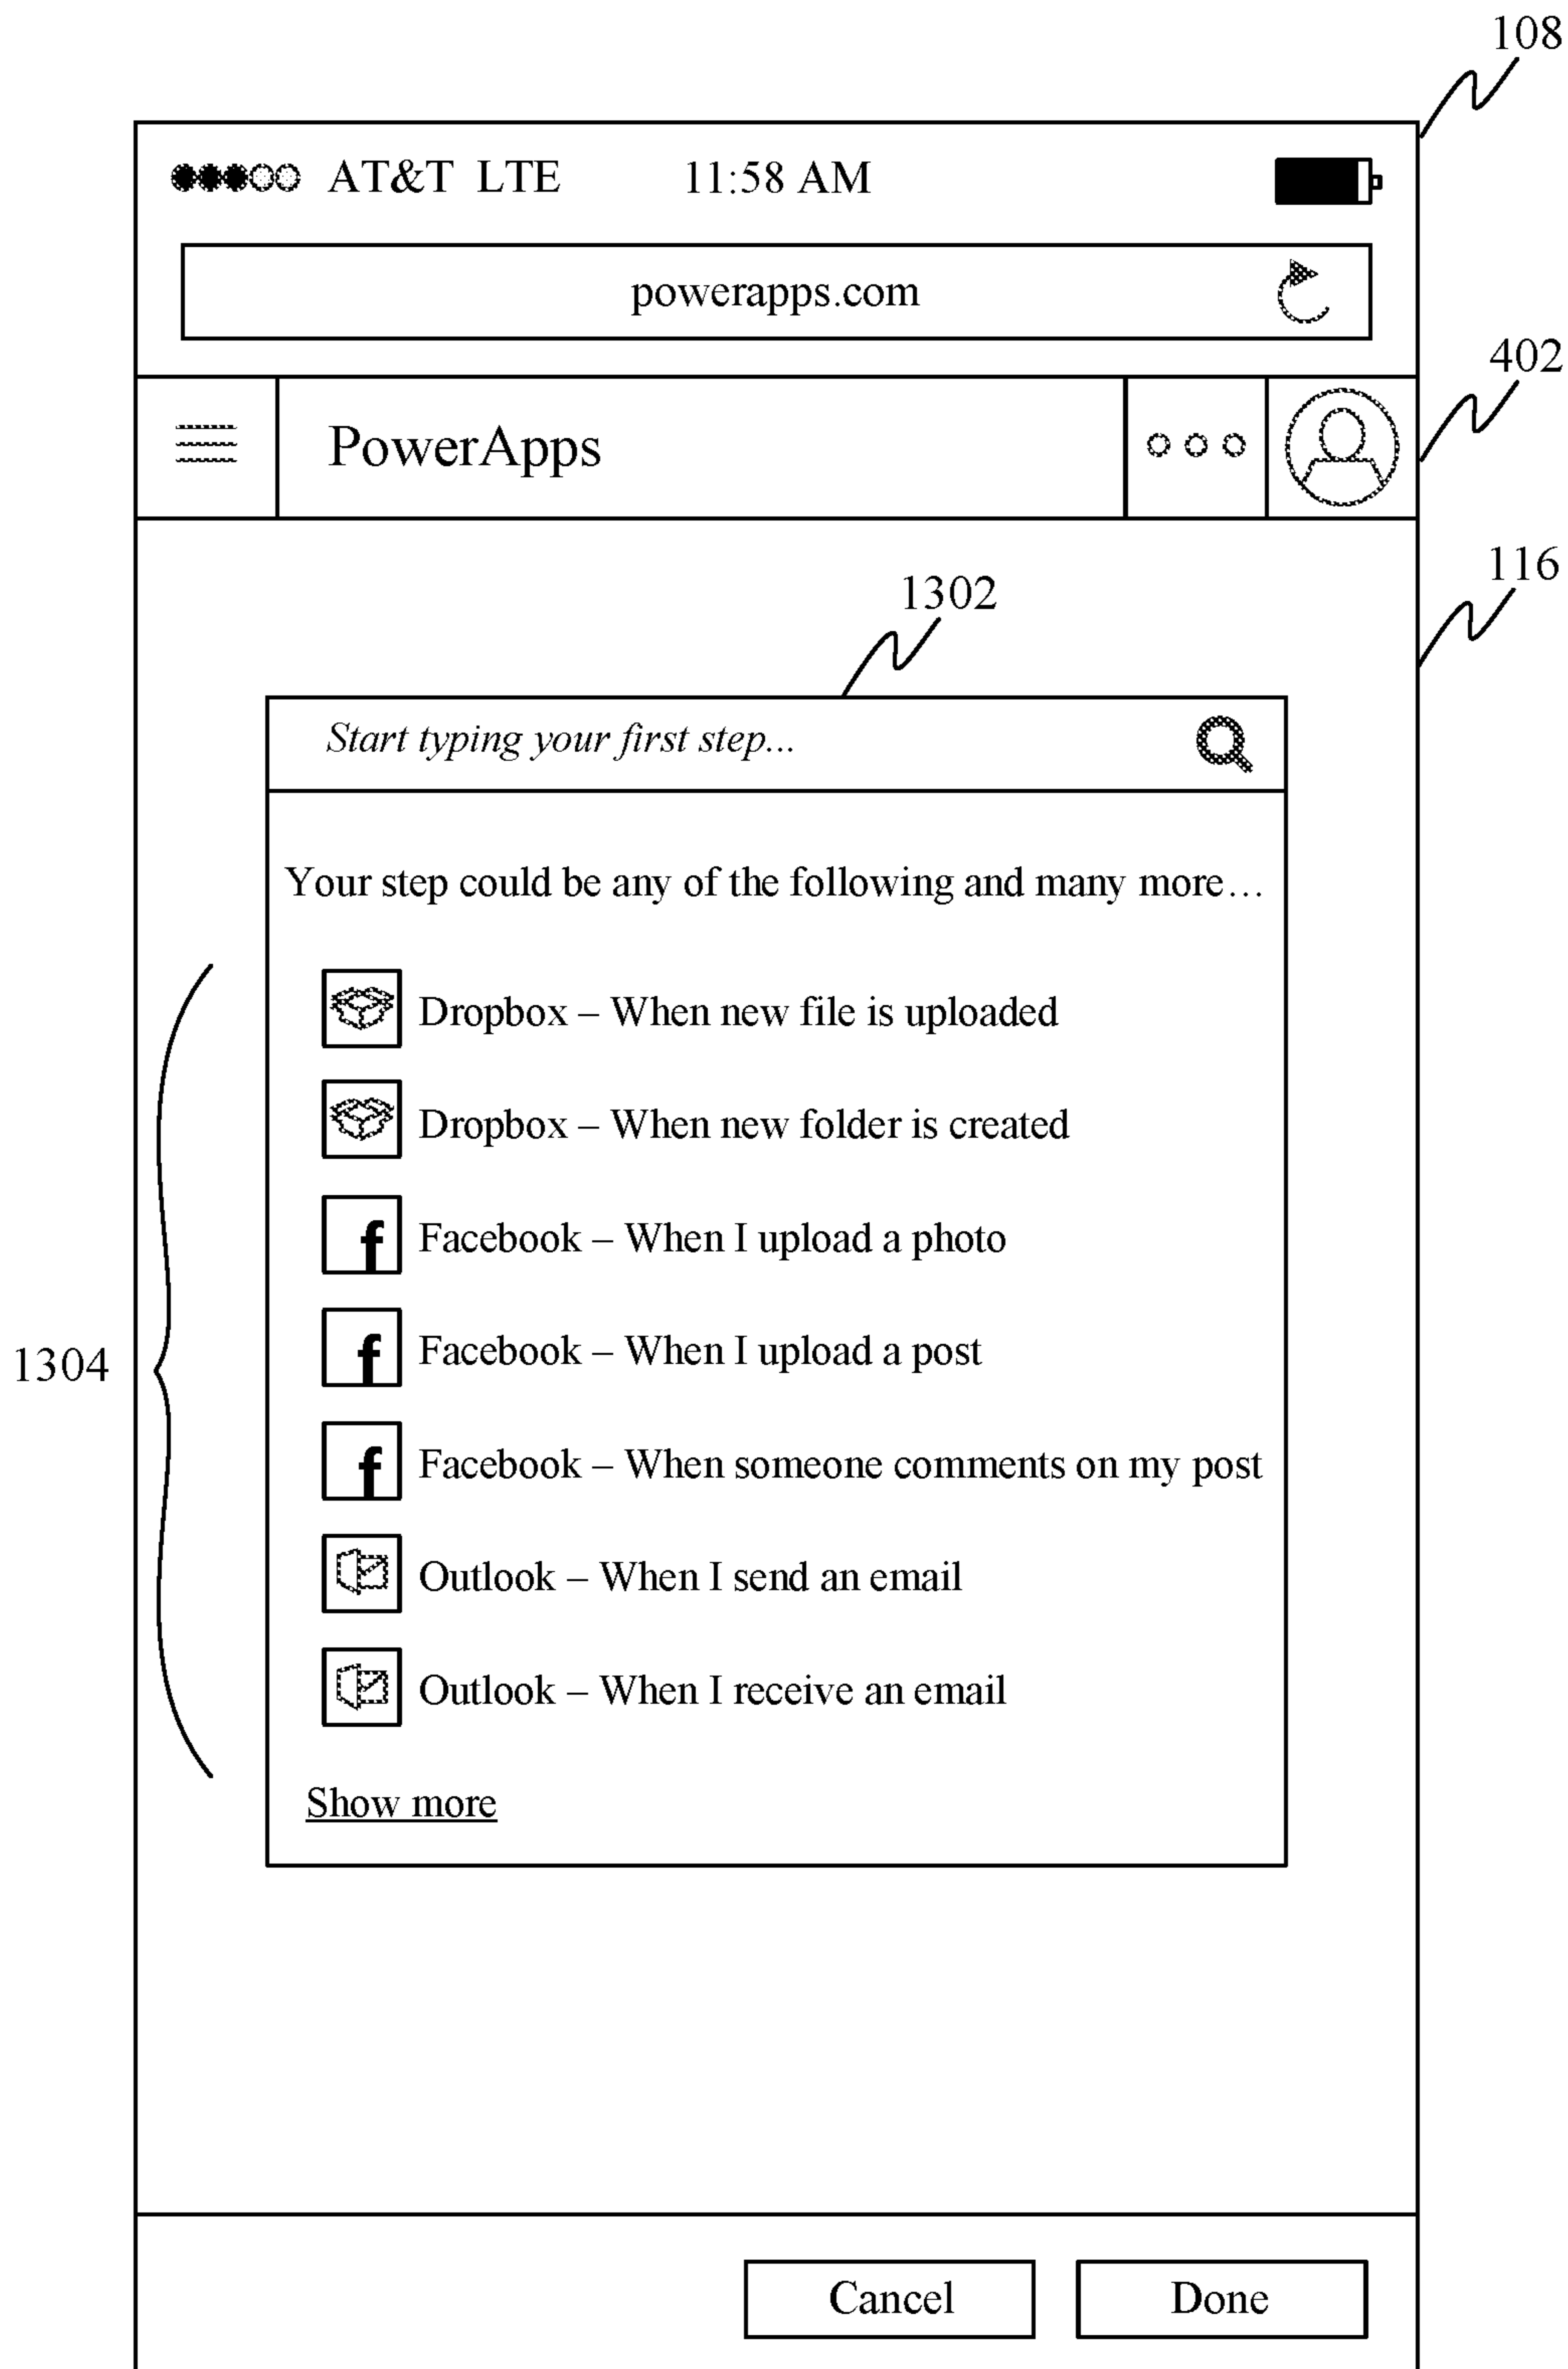 108
AT&T LTE 11:58 AM
powerapps.com
402
PowerApps
116
1302
Start typing your first step...
Your step could be any of the following and many more…
Dropbox – When new file is uploaded
Dropbox – When new folder is created
f Facebook – When I upload a photo
f Facebook – When I upload a post
1304
f Facebook – When someone comments on my post
Outlook – When I send an email
Outlook – When I receive an email
Show more
Cancel Done